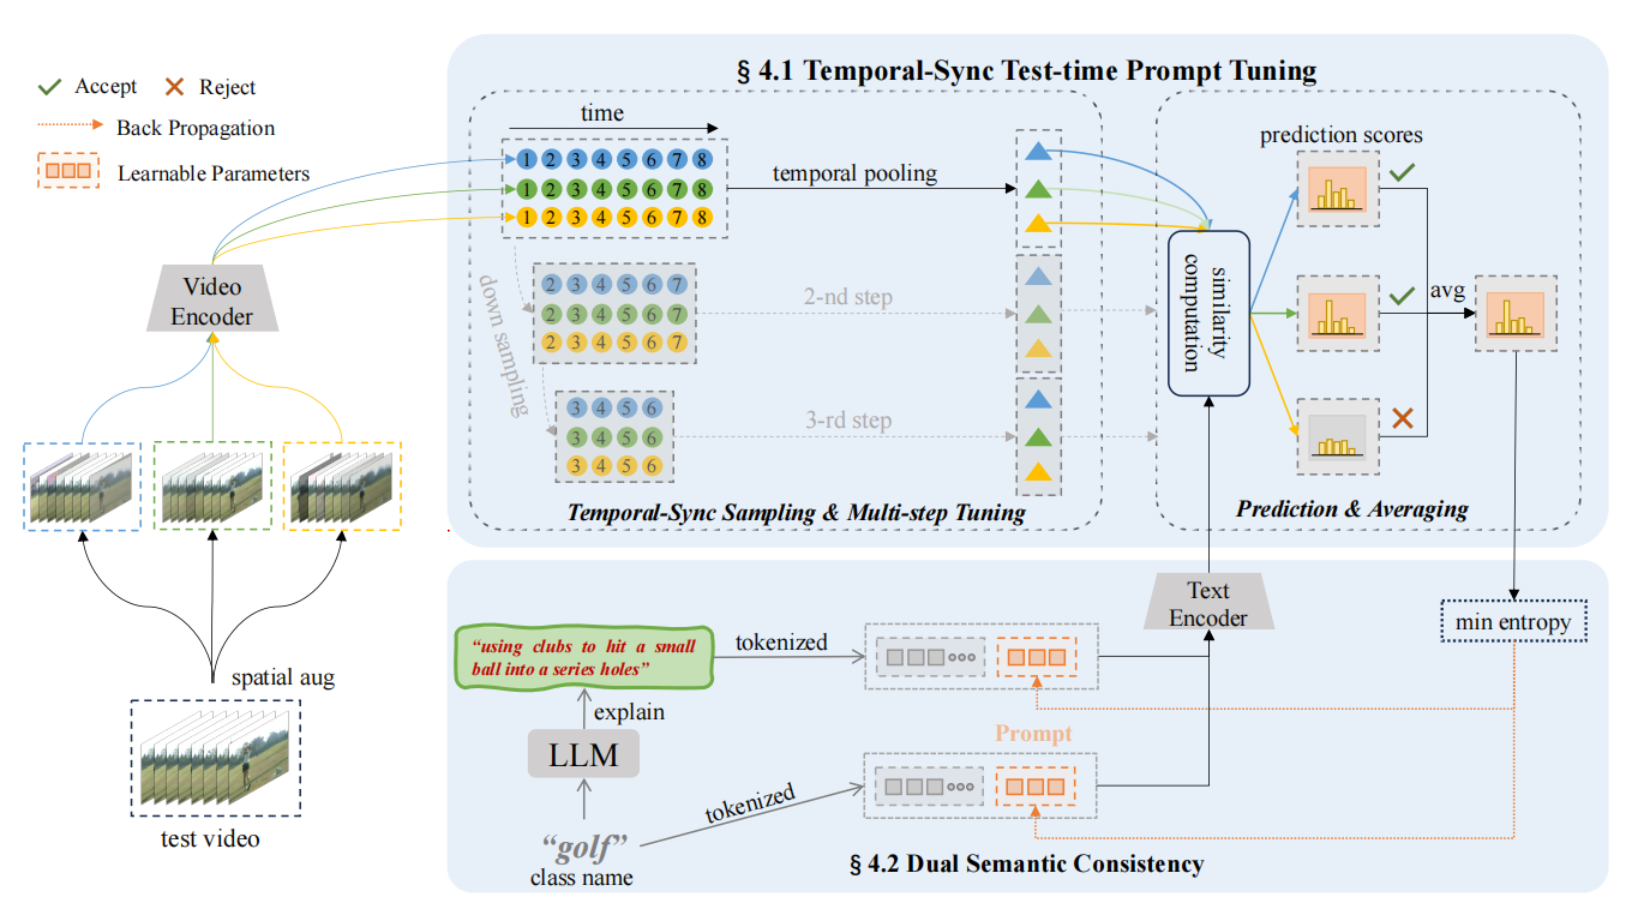 § 4.1 Temporal-Sync Test-time Prompt Tuning
Accept
Reject
Back Propagation
Learnable Parameters
time
1 2 3 4 5 6 7 8
1 2 3 4 5 6 7 8
1 2 3 4 5 6 7 8
temporal pooling
down sampling
2 3 4 5 6 7
2 3 4 5 6 7
2 3 4 5 6 7
2-nd step
3 4 5 6
3 4 5 6
3 4 5 6
3-rd step
Temporal-Sync Sampling & Multi-step Tuning
similarity
computation
prediction scores
avg
Prediction & Averaging
Video
Encoder
spatial aug
test video
Text
Encoder
min entropy
"using clubs to hit a small
ball into a series holes"
tokenized
explain
LLM
Prompt
tokenized
"golf"
class name
§ 4.2 Dual Semantic Consistency